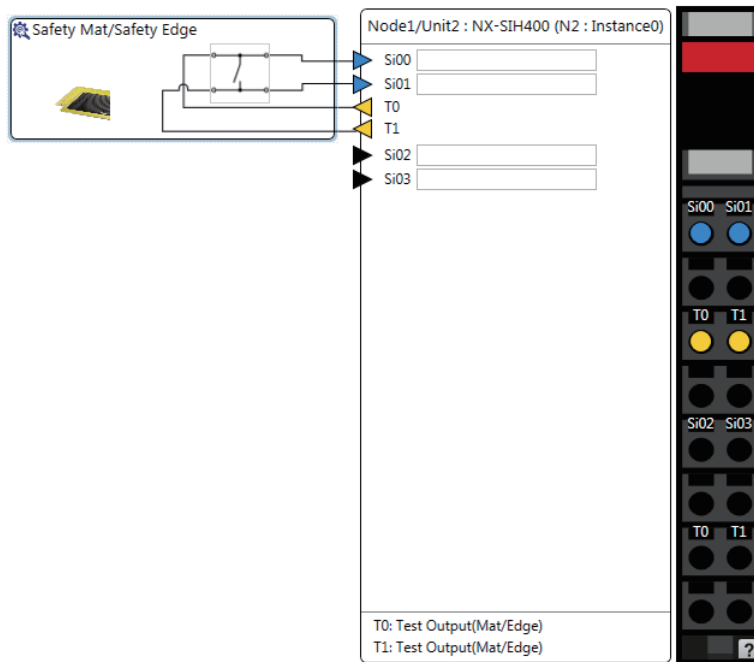 Safety Mat/Safety Edge
Node1/Unit2 : NX-SIH400 (N2 : Instance0)
Si00
Si01
T0
T1
Si02
Si03
T0: Test Output(Mat/Edge)
T1: Test Output(Mat/Edge)
Si00 Si01
T0 T1
Si02 Si03
T0 T1
?